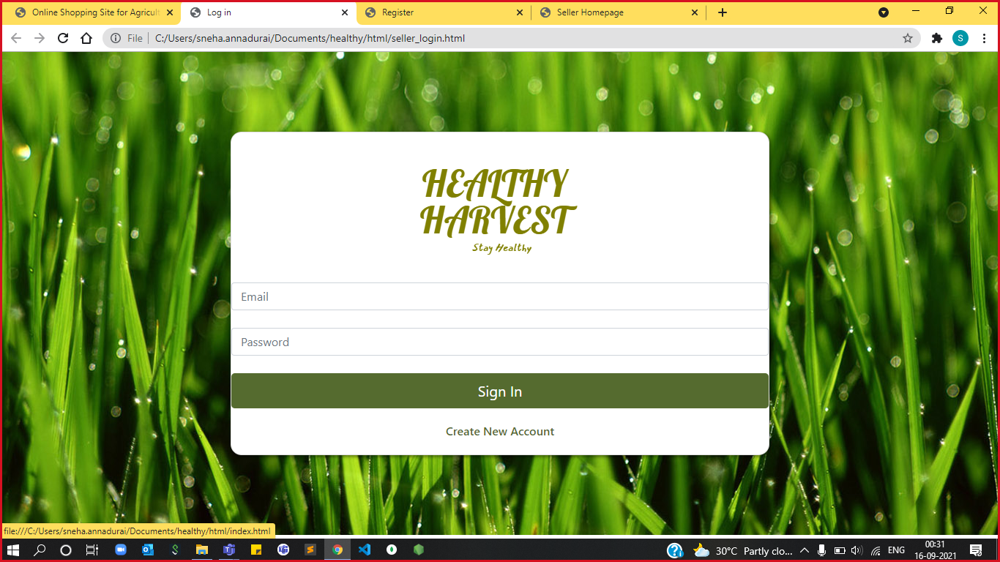 Online Shopping Site for Agricult
Log in
Register
Seller Homepage
File
C:/Users/sneha.annadurai/Documents/healthy/html/seller_login.html
S
HEALTHY
HARVEST
Stay Healthy
Email
Password
Sign In
Create New Account
file:///C:/Users/sneha.annadurai/Documents/healthy/html/index.html
30°C Partly clo...
ENG
00:31
16-09-2021